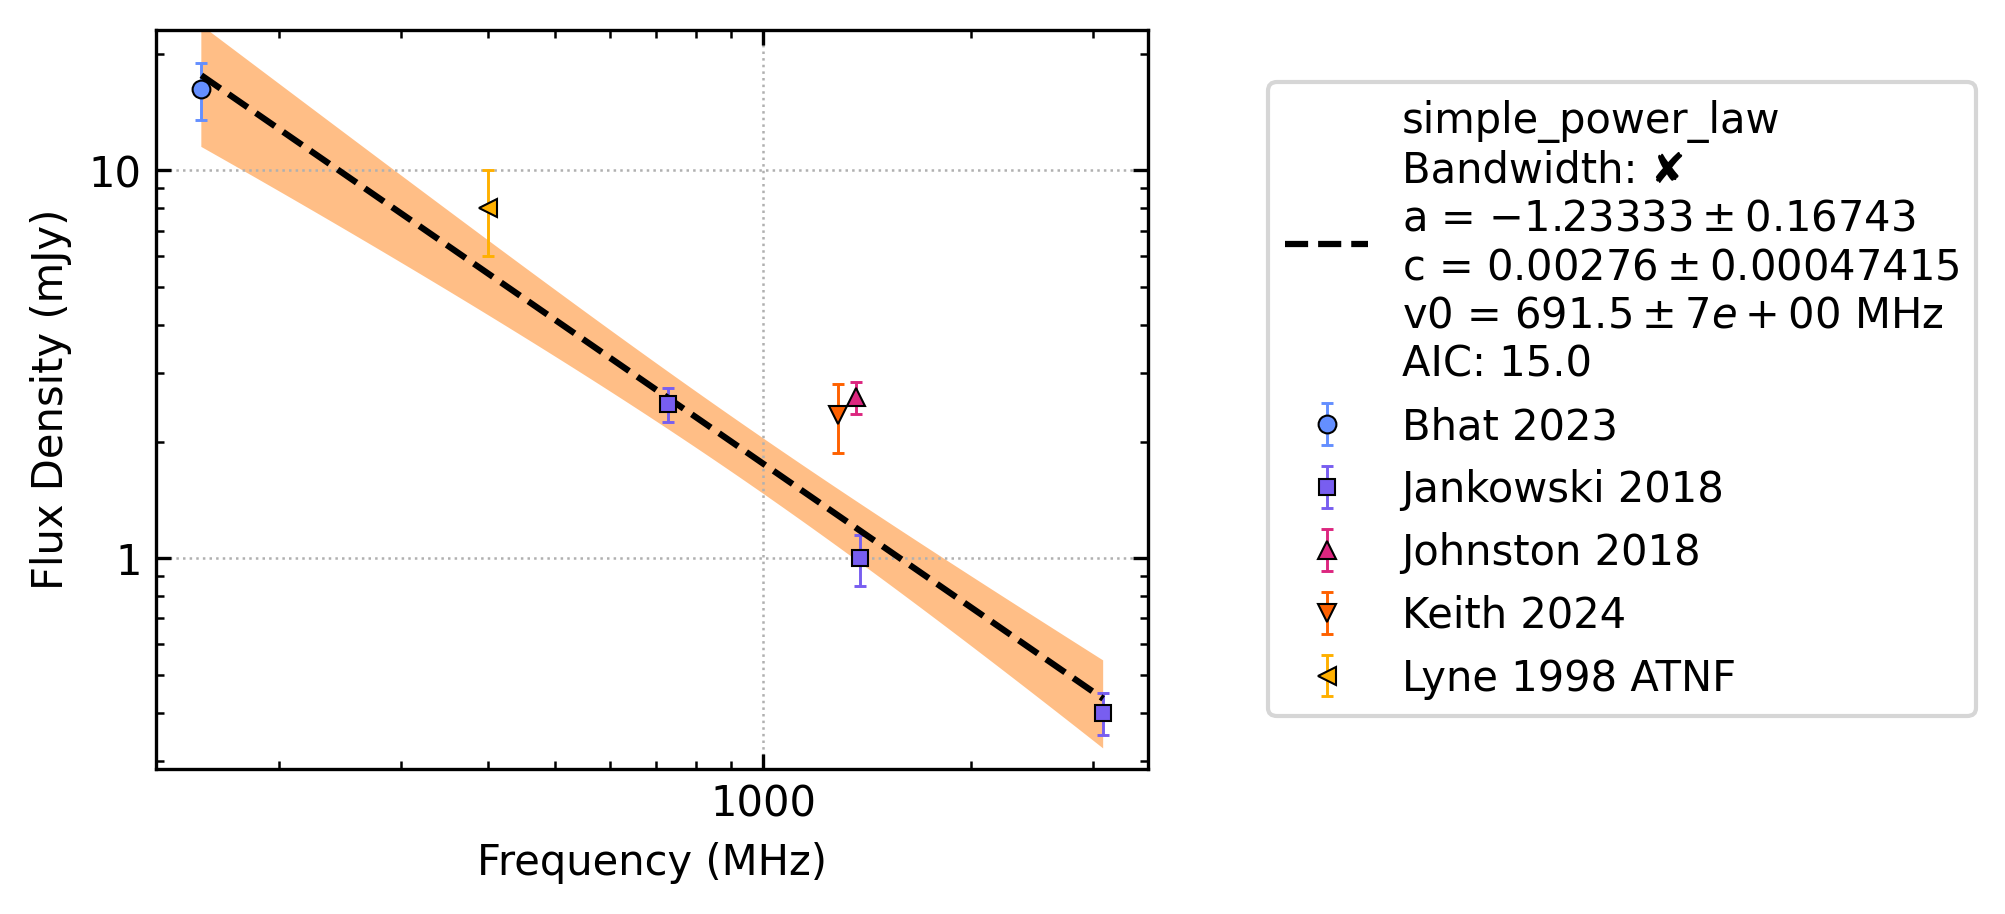 10
1
1000
Flux Density (mJy)
Frequency (MHz)
simple_power_law
Bandwidth: ✘
a = −1.23333 ± 0.16743
c = 0.00276 ± 0.00047415
v0 = 691.5 ± 7e + 00 MHz
AIC: 15.0
Bhat 2023
Jankowski 2018
Johnston 2018
Keith 2024
Lyne 1998 ATNF